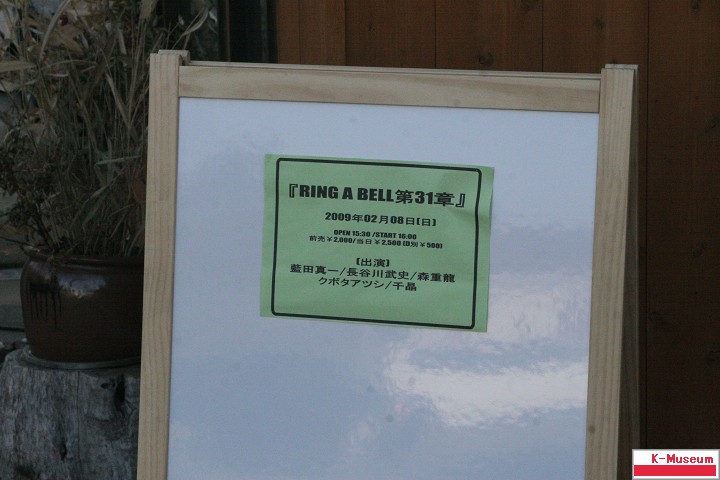 『RING A BELL第31章』
2009年02月08日(日)
OPEN 15:30 /START 16:00
前売￥2,000/当日￥2,500 (D別￥500)
[出演]
藍田真一/長谷川武史/森重龍
クボタアツシ/千晶
K-Museum